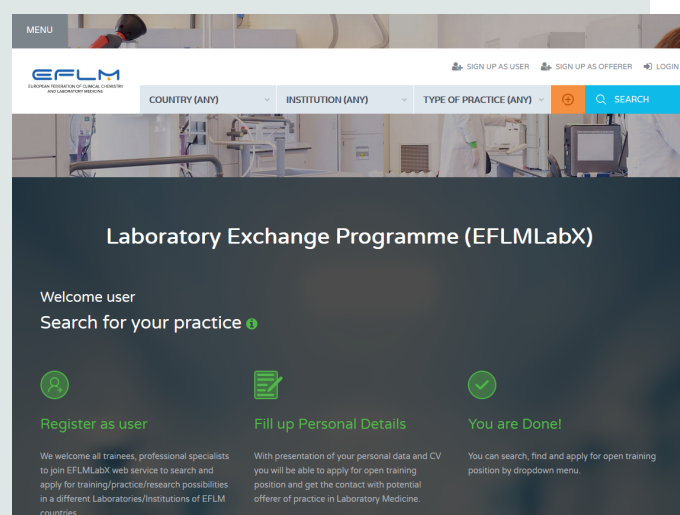 MENU
SIGN UP AS USER SIGN UP AS OFFERER LOGIN
EFLM
EUROPEAN FEDERATION OF CLINICAL CHEMISTRY
AND LABORATORY MEDICINE
COUNTRY (ANY) INSTITUTION (ANY) TYPE OF PRACTICE (ANY) SEARCH
Laboratory Exchange Programme (EFLMLabX)
Welcome user
Search for your practice
Register as user
We welcome all trainees, professional specialists
to join EFLMLabX web service to search and
apply for training/practice/research possibilities
in a different Laboratories/Institutions of EFLM
countries.
Fill up Personal Details
With presentation of your personal data and CV
you will be able to apply for open training
position and get the contact with potential
offerer of practice in Laboratory Medicine.
You are Done!
You can search, find and apply for open training
position by dropdown menu.